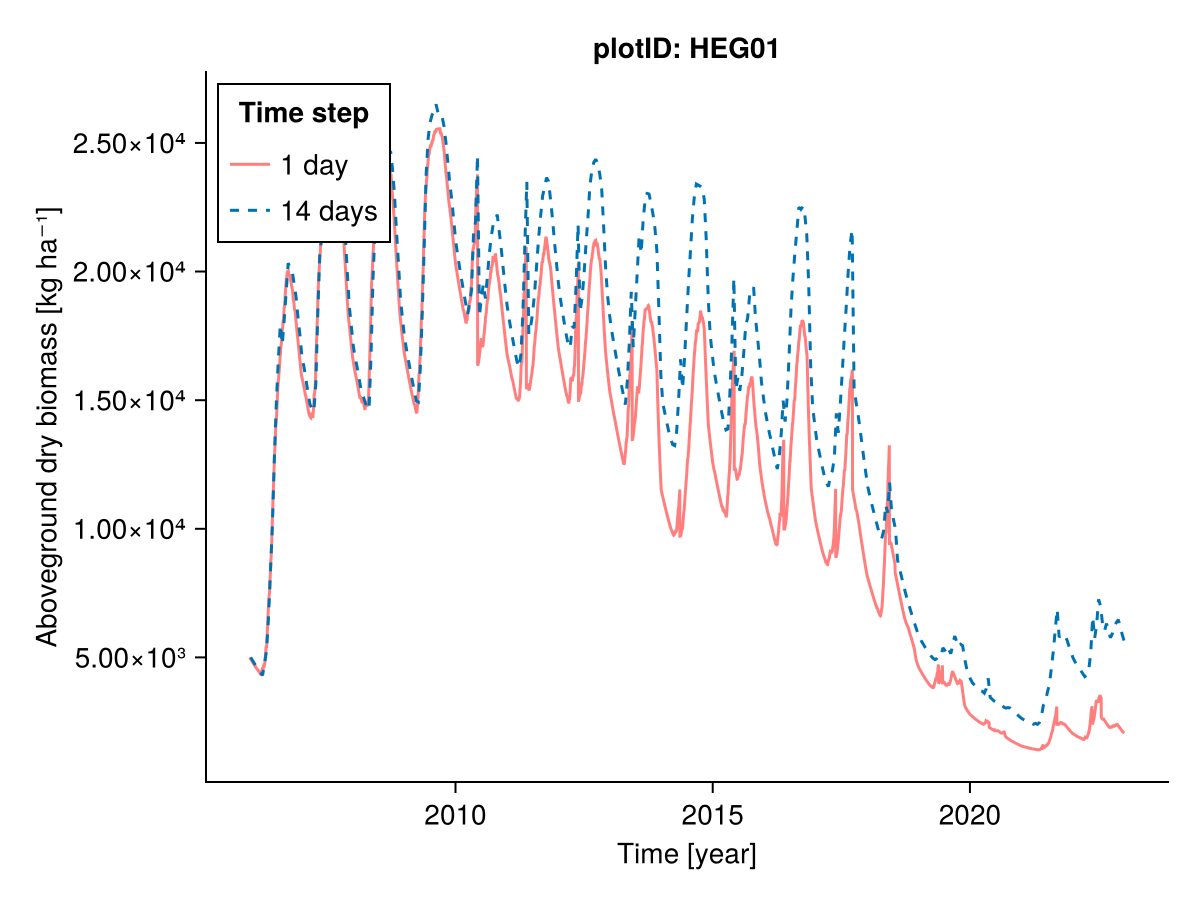 plotID: HEG01
Time step
1 day
14 days
2.50×10⁴
2.00×10⁴
1.50×10⁴
1.00×10⁴
5.00×10³
Aboveground dry biomass [kg ha⁻¹]
2010
2015
2020
Time [year]